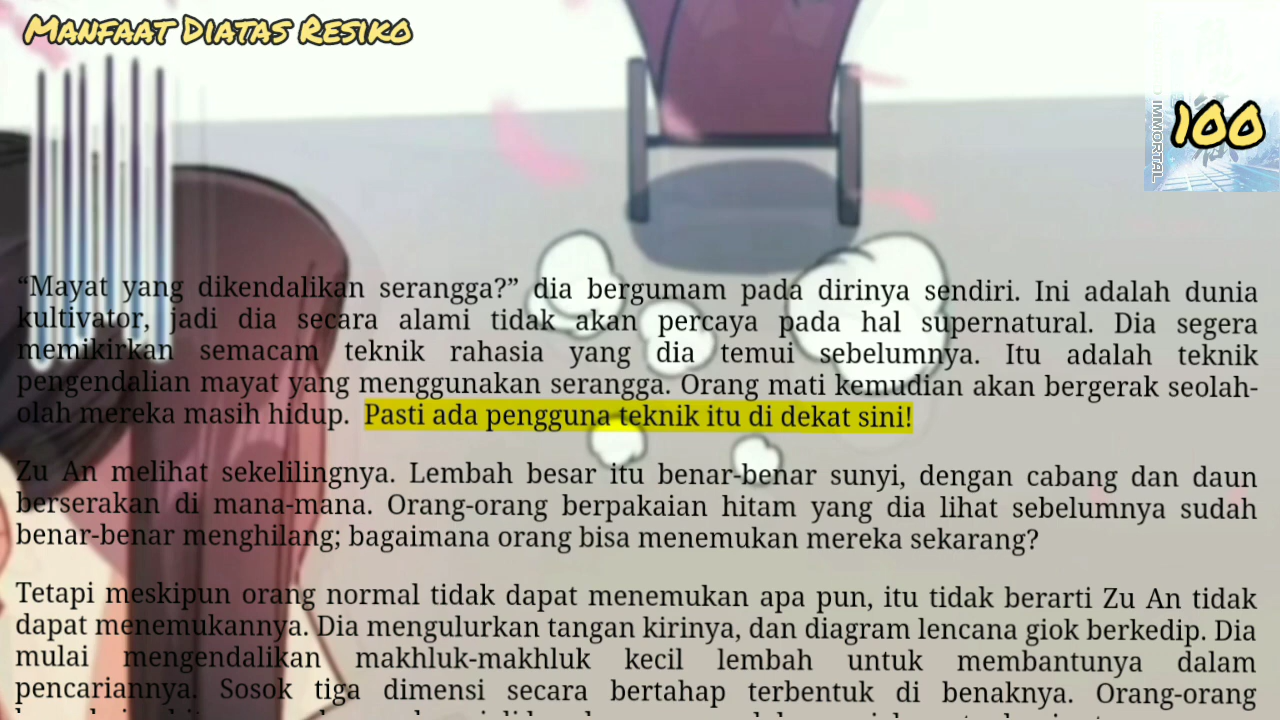 Manfaat Diatas Resiko
100
IMMORTAL
“Mayat yang dikendalikan serangga?” dia bergumam pada dirinya sendiri. Ini adalah dunia
kultivator, jadi dia secara alami tidak akan percaya pada hal supernatural. Dia segera
memikirkan semacam teknik rahasia yang dia temui sebelumnya. Itu adalah teknik
pengendalian mayat yang menggunakan serangga. Orang mati kemudian akan bergerak seolah-
olah mereka masih hidup. Pasti ada pengguna teknik itu di dekat sini!
Zu An melihat sekelilingnya. Lembah besar itu benar-benar sunyi, dengan cabang dan daun
berserakan di mana-mana. Orang-orang berpakaian hitam yang dia lihat sebelumnya sudah
benar-benar menghilang; bagaimana orang bisa menemukan mereka sekarang?
Tetapi meskipun orang normal tidak dapat menemukan apa pun, itu tidak berarti Zu An tidak
dapat menemukannya. Dia mengulurkan tangan kirinya, dan diagram lencana giok berkedip. Dia
mulai mengendalikan makhluk-makhluk kecil lembah untuk membantunya dalam
pencariannya. Sosok tiga dimensi secara bertahap terbentuk di benaknya. Orang-orang